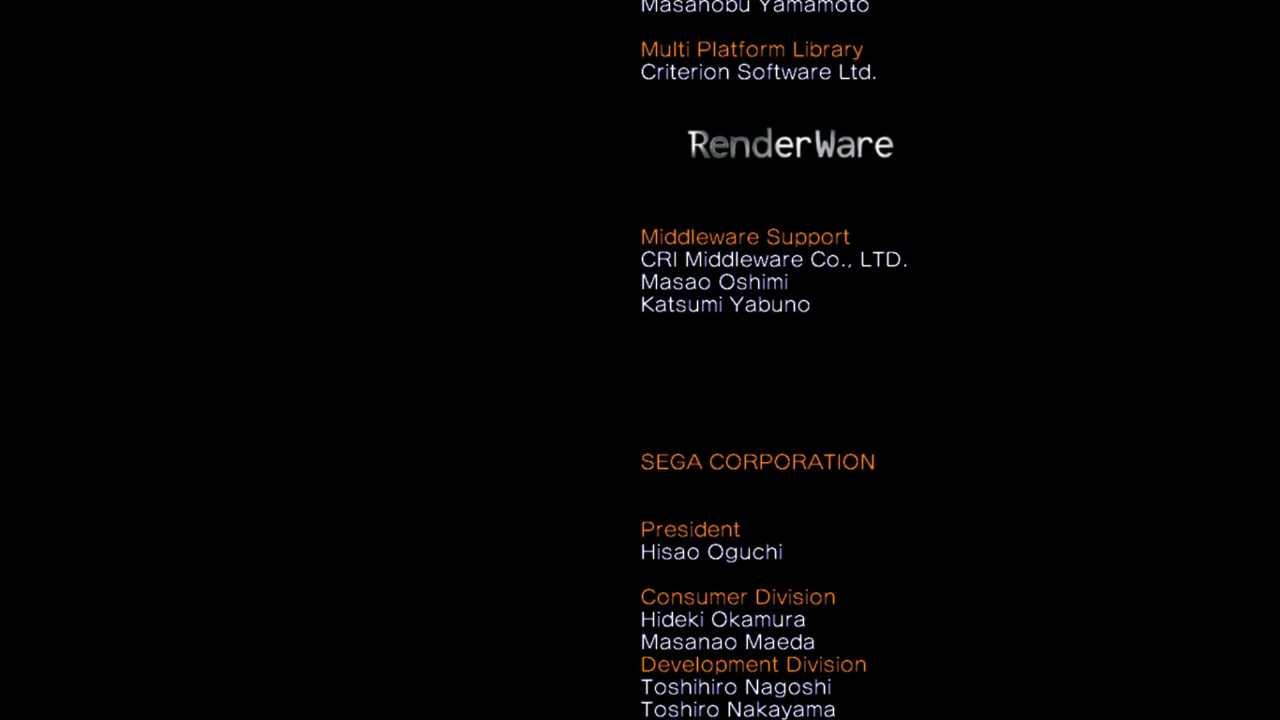 Masanobu Yamamoto
Multi Platform Library
Criterion Software Ltd.
RenderWare
Middleware Support
CRI Middleware Co., LTD.
Masao Oshimi
Katsumi Yabuno
SEGA CORPORATION
President
Hisao Oguchi
Consumer Division
Hideki Okamura
Masanao Maeda
Development Division
Toshihiro Nagoshi
Toshiro Nakayama